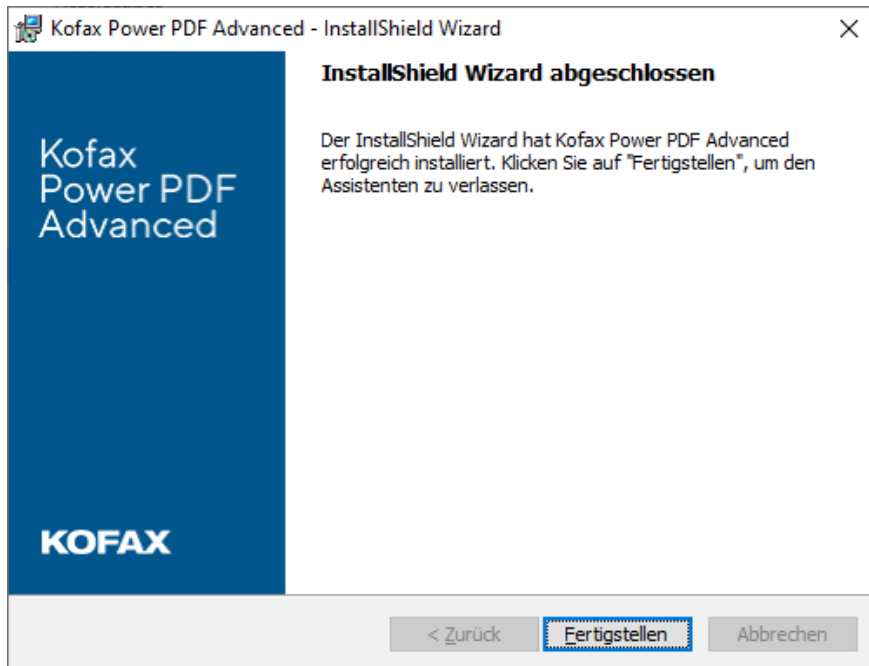 Kofax Power PDF Advanced - InstallShield Wizard
InstallShield Wizard abgeschlossen
Der InstallShield Wizard hat Kofax Power PDF Advanced
erfolgreich installiert. Klicken Sie auf "Fertigstellen", um den
Assistenten zu verlassen.
Kofax
Power PDF
Advanced
KOFAX
< Zurück
Fertigstellen
Abbrechen